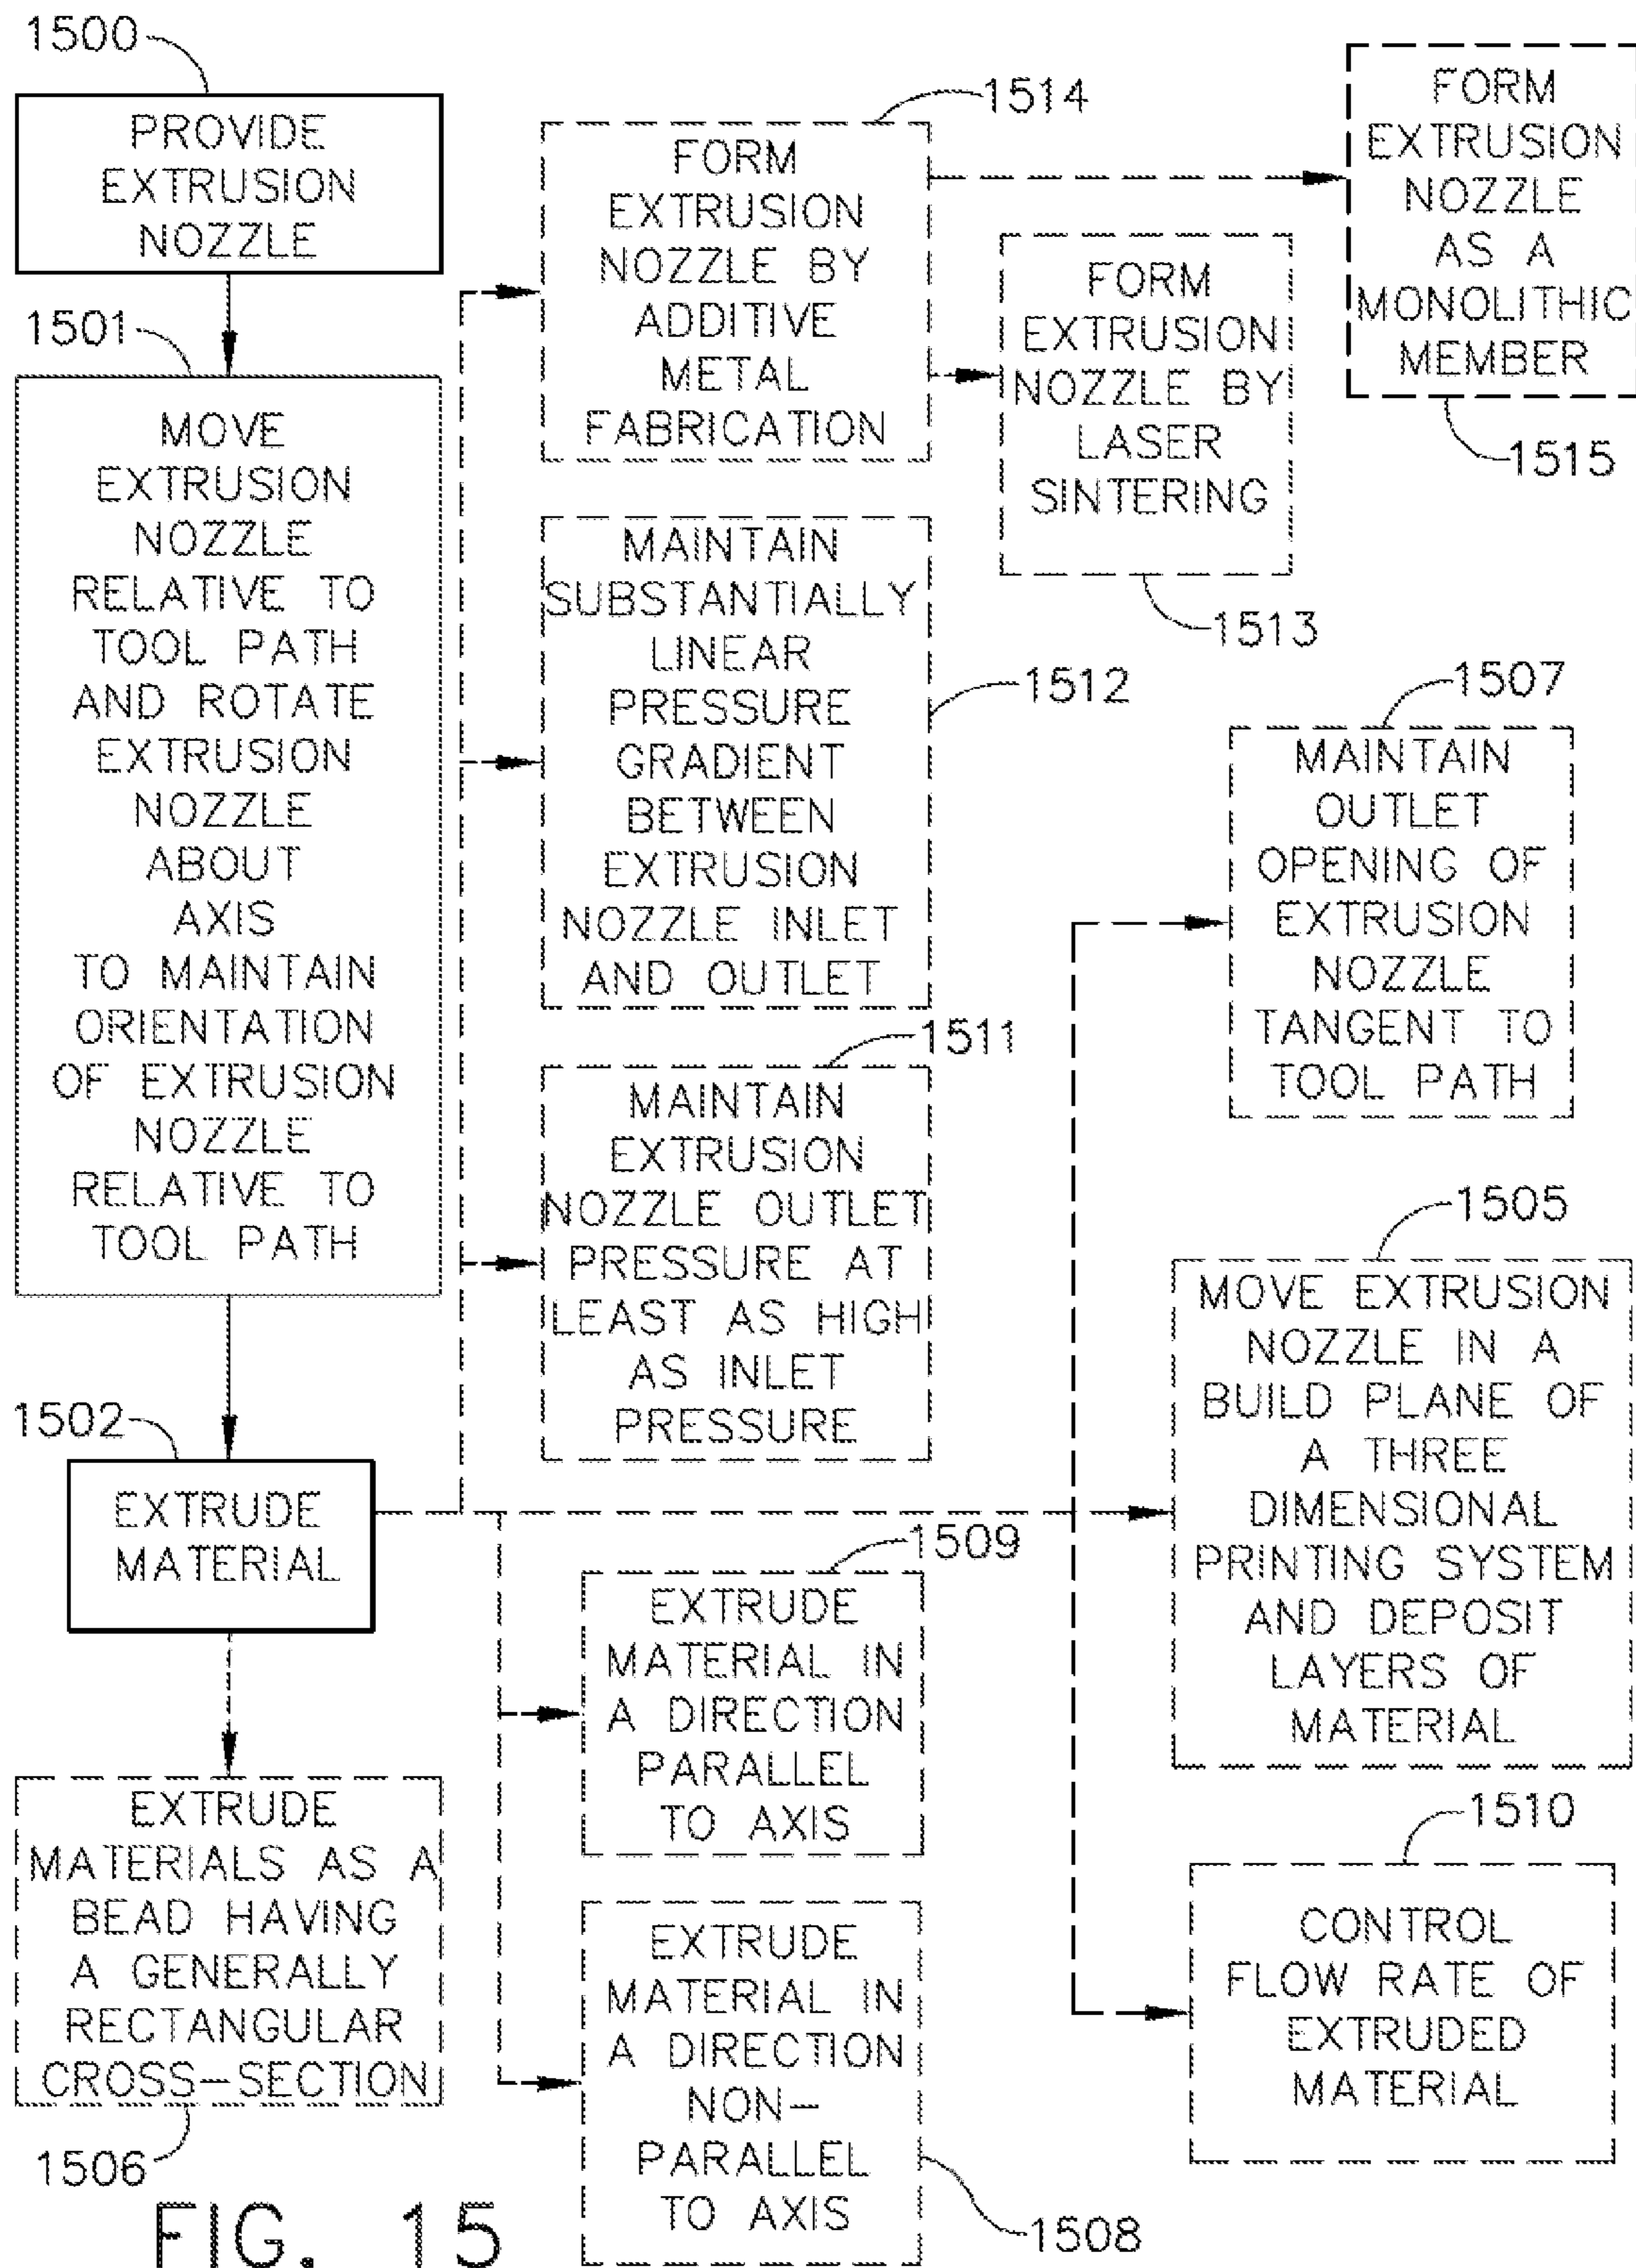 1500
PROVIDE
EXTRUSION
NOZZLE
1501
MOVE
EXTRUSION
NOZZLE
RELATIVE TO
TOOL PATH
AND ROTATE
EXTRUSION
NOZZLE
ABOUT
AXIS
TO MAINTAIN
ORIENTATION
OF EXTRUSION
NOZZLE
RELATIVE TO
TOOL PATH
1502
EXTRUDE
MATERIAL
EXTRUDE
MATERIALS AS A
BEAD HAVING
A GENERALLY
RECTANGULAR
CROSS-SECTION
1506
1514
FORM
EXTRUSION
NOZZLE BY
ADDITIVE
METAL
FABRICATION
MAINTAIN
SUBSTANTIALLY
LINEAR
PRESSURE
GRADIENT
BETWEEN
EXTRUSION
NOZZLE INLET
AND OUTLET
1512
1511
MAINTAIN
EXTRUSION
NOZZLE OUTLET
PRESSURE AT
LEAST AS HIGH
AS INLET
PRESSURE
1509
EXTRUDE
MATERIAL IN
A DIRECTION
PARALLEL
TO AXIS
EXTRUDE
MATERIAL IN
A DIRECTION
NON-
PARALLEL
TO AXIS
1508
FORM
EXTRUSION
NOZZLE BY
LASER
SINTERING
1513
FORM
EXTRUSION
NOZZLE
AS A
MONOLITHIC
MEMBER
1515
1507
MAINTAIN
OUTLET
OPENING OF
EXTRUSION
NOZZLE
TANGENT TO
TOOL PATH
1505
MOVE EXTRUSION
NOZZLE IN A
BUILD PLANE OF
A THREE
DIMENSIONAL
PRINTING SYSTEM
AND DEPOSIT
LAYERS OF
MATERIAL
1510
CONTROL
FLOW RATE OF
EXTRUDED
MATERIAL
FIG. 15